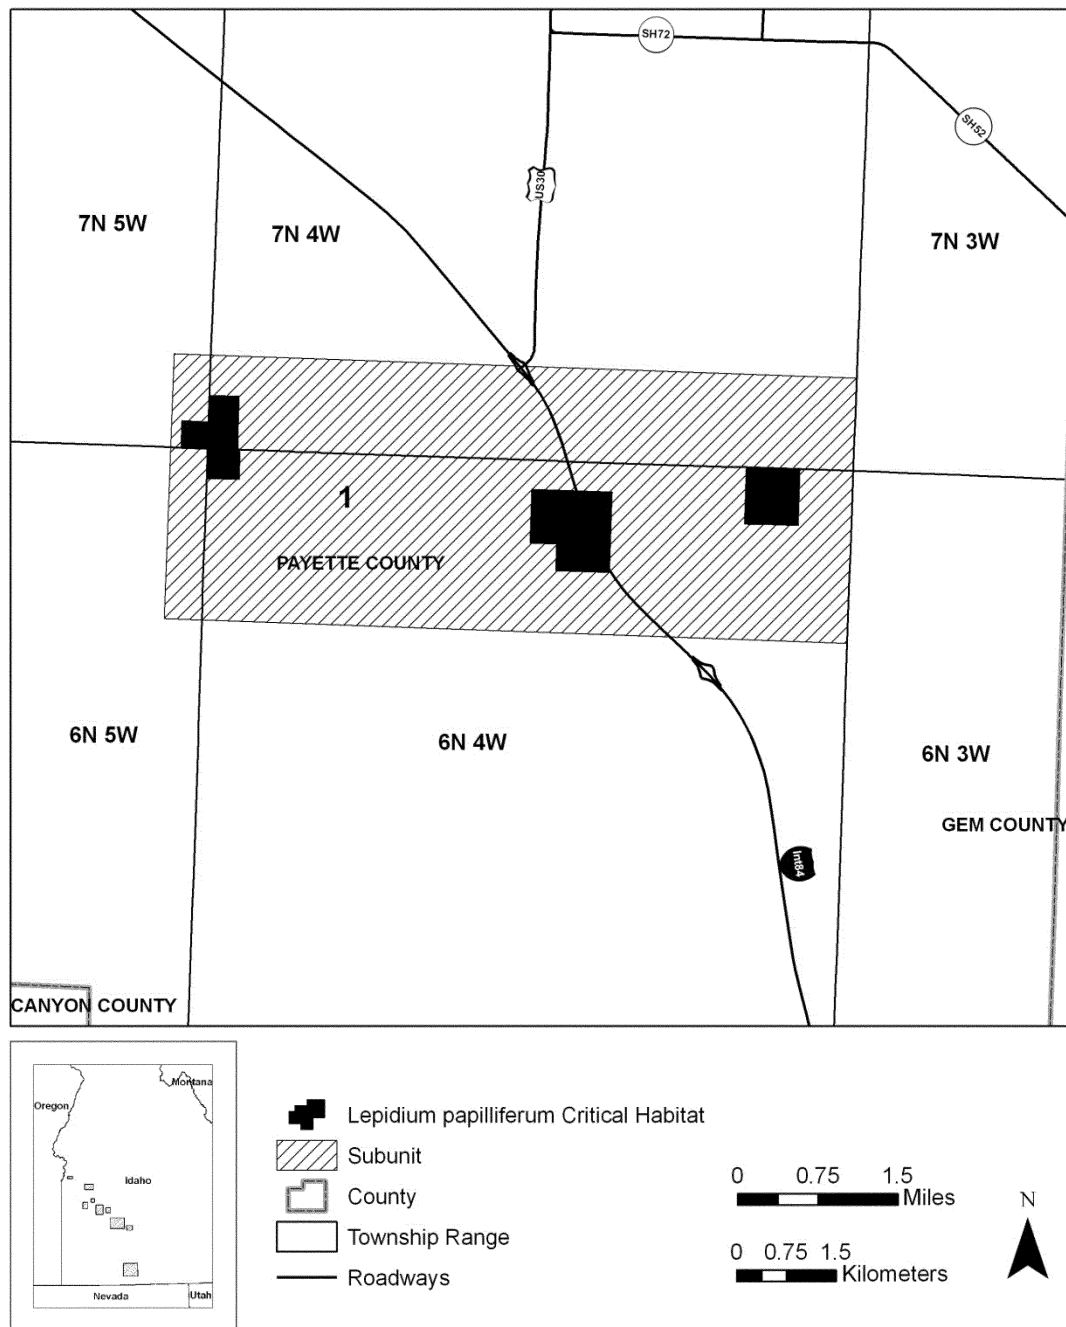 SH72
SH52
US30
7N 5W
7N 4W
7N 3W
1
PAYETTE COUNTY
6N 5W
6N 4W
6N 3W
GEM COUNTY
Int84
CANYON COUNTY
Oregon
Montana
Idaho
Nevada
Utah
Lepidium papilliferum Critical Habitat
Subunit
County
Township Range
Roadways
0 0.75 1.5
Miles
0 0.75 1.5
Kilometers
N